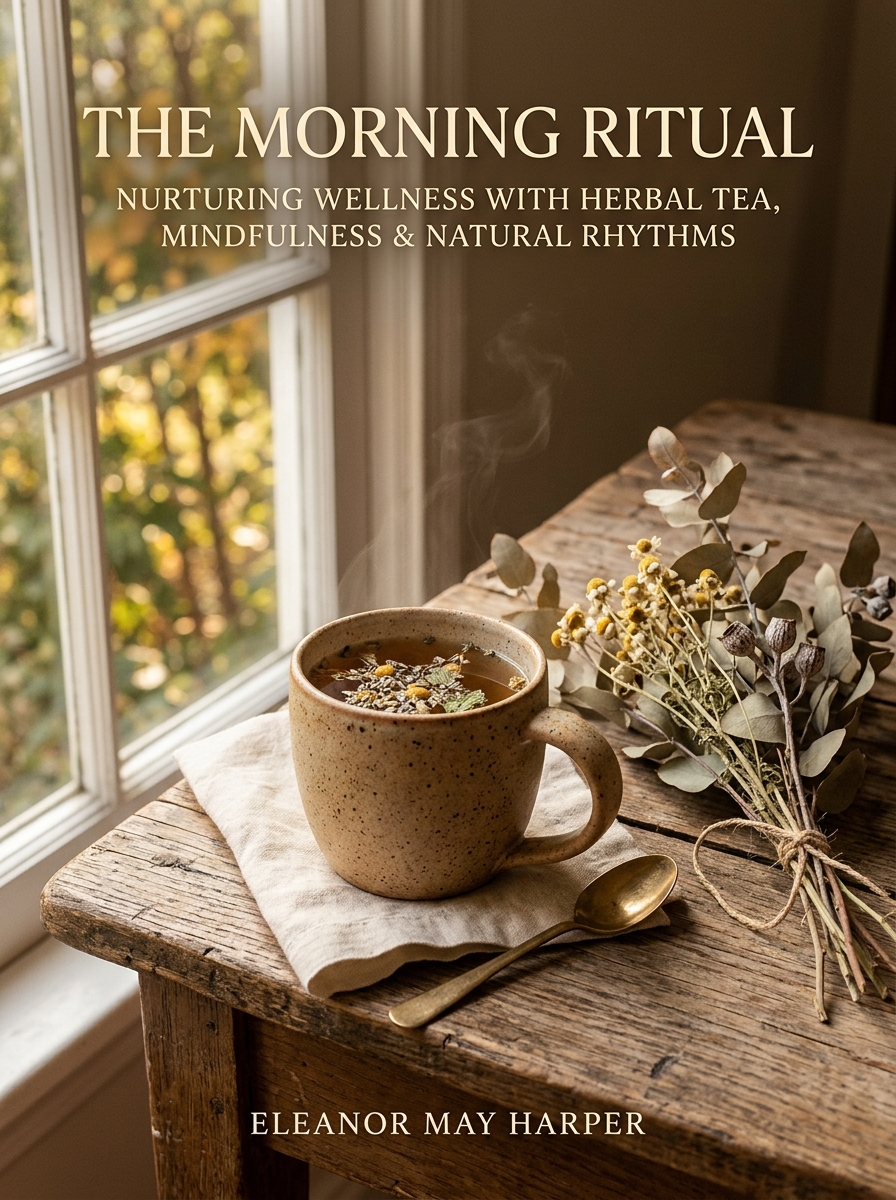 THE MORNING RITUAL
NURTURING WELLNESS WITH HERBAL TEA,
MINDFULNESS & NATURAL RHYTHMS
ELEANOR MAY HARPER